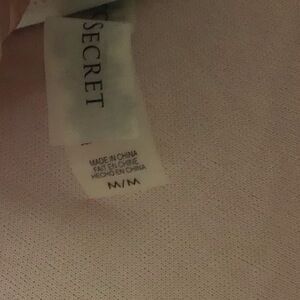 SECRET
MADE IN CHINA
FAIT EN CHINE
HECHO EN CHINA
M/M